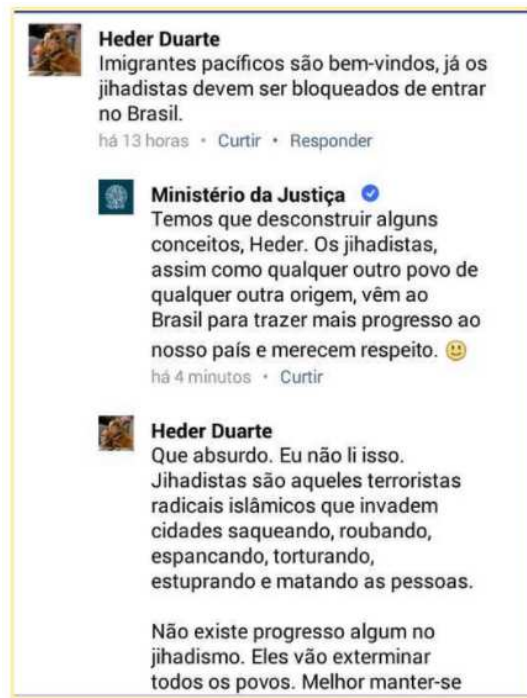 Heder Duarte
Imigrantes pacíficos são bem-vindos, já os
jihadistas devem ser bloqueados de entrar
no Brasil.
há 13 horas • Curtir • Responder
Ministério da Justiça
Temos que desconstruir alguns
conceitos, Heder. Os jihadistas,
assim como qualquer outro povo de
qualquer outra origem, vêm ao
Brasil para trazer mais progresso ao
nosso país e merecem respeito. 🙂
há 4 minutos • Curtir
Heder Duarte
Que absurdo. Eu não li isso.
Jihadistas são aqueles terroristas
radicais islâmicos que invadem
cidades saqueando, roubando,
espancando, torturando,
estuprando e matando as pessoas.
Não existe progresso algum no
jihadismo. Eles vão exterminar
todos os povos. Melhor manter-se